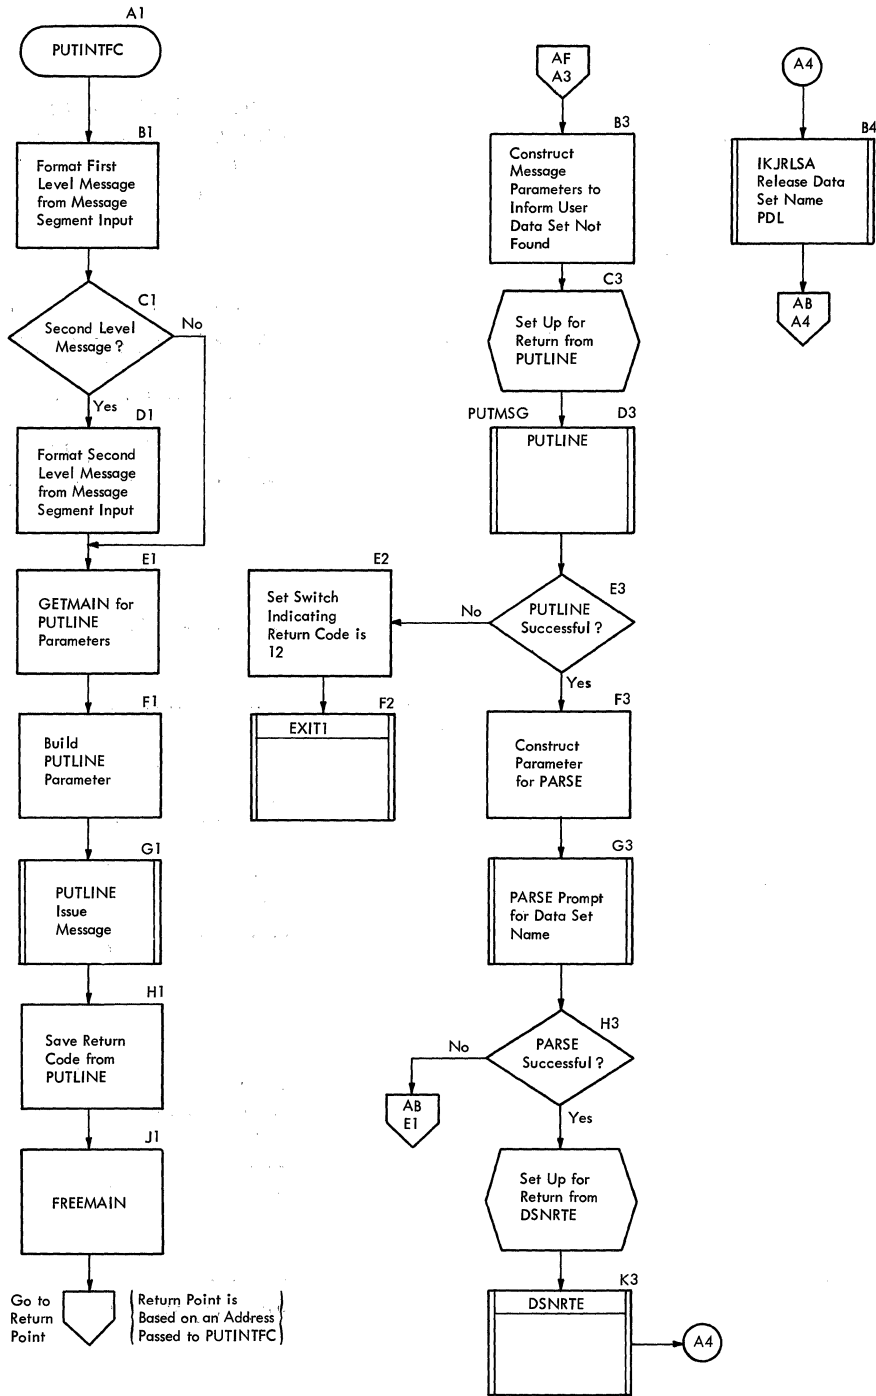 A1
PUTINTFC
B1
Format First
Level Message
from Message
Segment Input
C1
Second Level
Message?
No
Yes
D1
Format Second
Level Message
from Message
Segment Input
E1
GETMAIN for
PUTLINE
Parameters
F1
Build
PUTLINE
Parameter
G1
PUTLINE
Issue
Message
H1
Save Return
Code from
PUTLINE
J1
FREEMAIN
Go to
Return
Point
(Return Point is
Based on an Address
Passed to PUTINTFC)
E2
Set Switch
Indicating
Return Code is
12
F2
EXIT1
AF
A3
B3
Construct
Message
Parameters to
Inform User
Data Set Not
Found
C3
Set Up for
Return from
PUTLINE
PUTMSG
D3
PUTLINE
E3
PUTLINE
Successful?
No
Yes
F3
Construct
Parameter
for PARSE
G3
PARSE Prompt
for Data Set
Name
H3
PARSE
Successful?
No
AB
E1
Yes
Set Up for
Return from
DSNRTE
K3
DSNRTE
A4
A4
B4
IKJRLSA
Release Data
Set Name
PDL
AB
A4